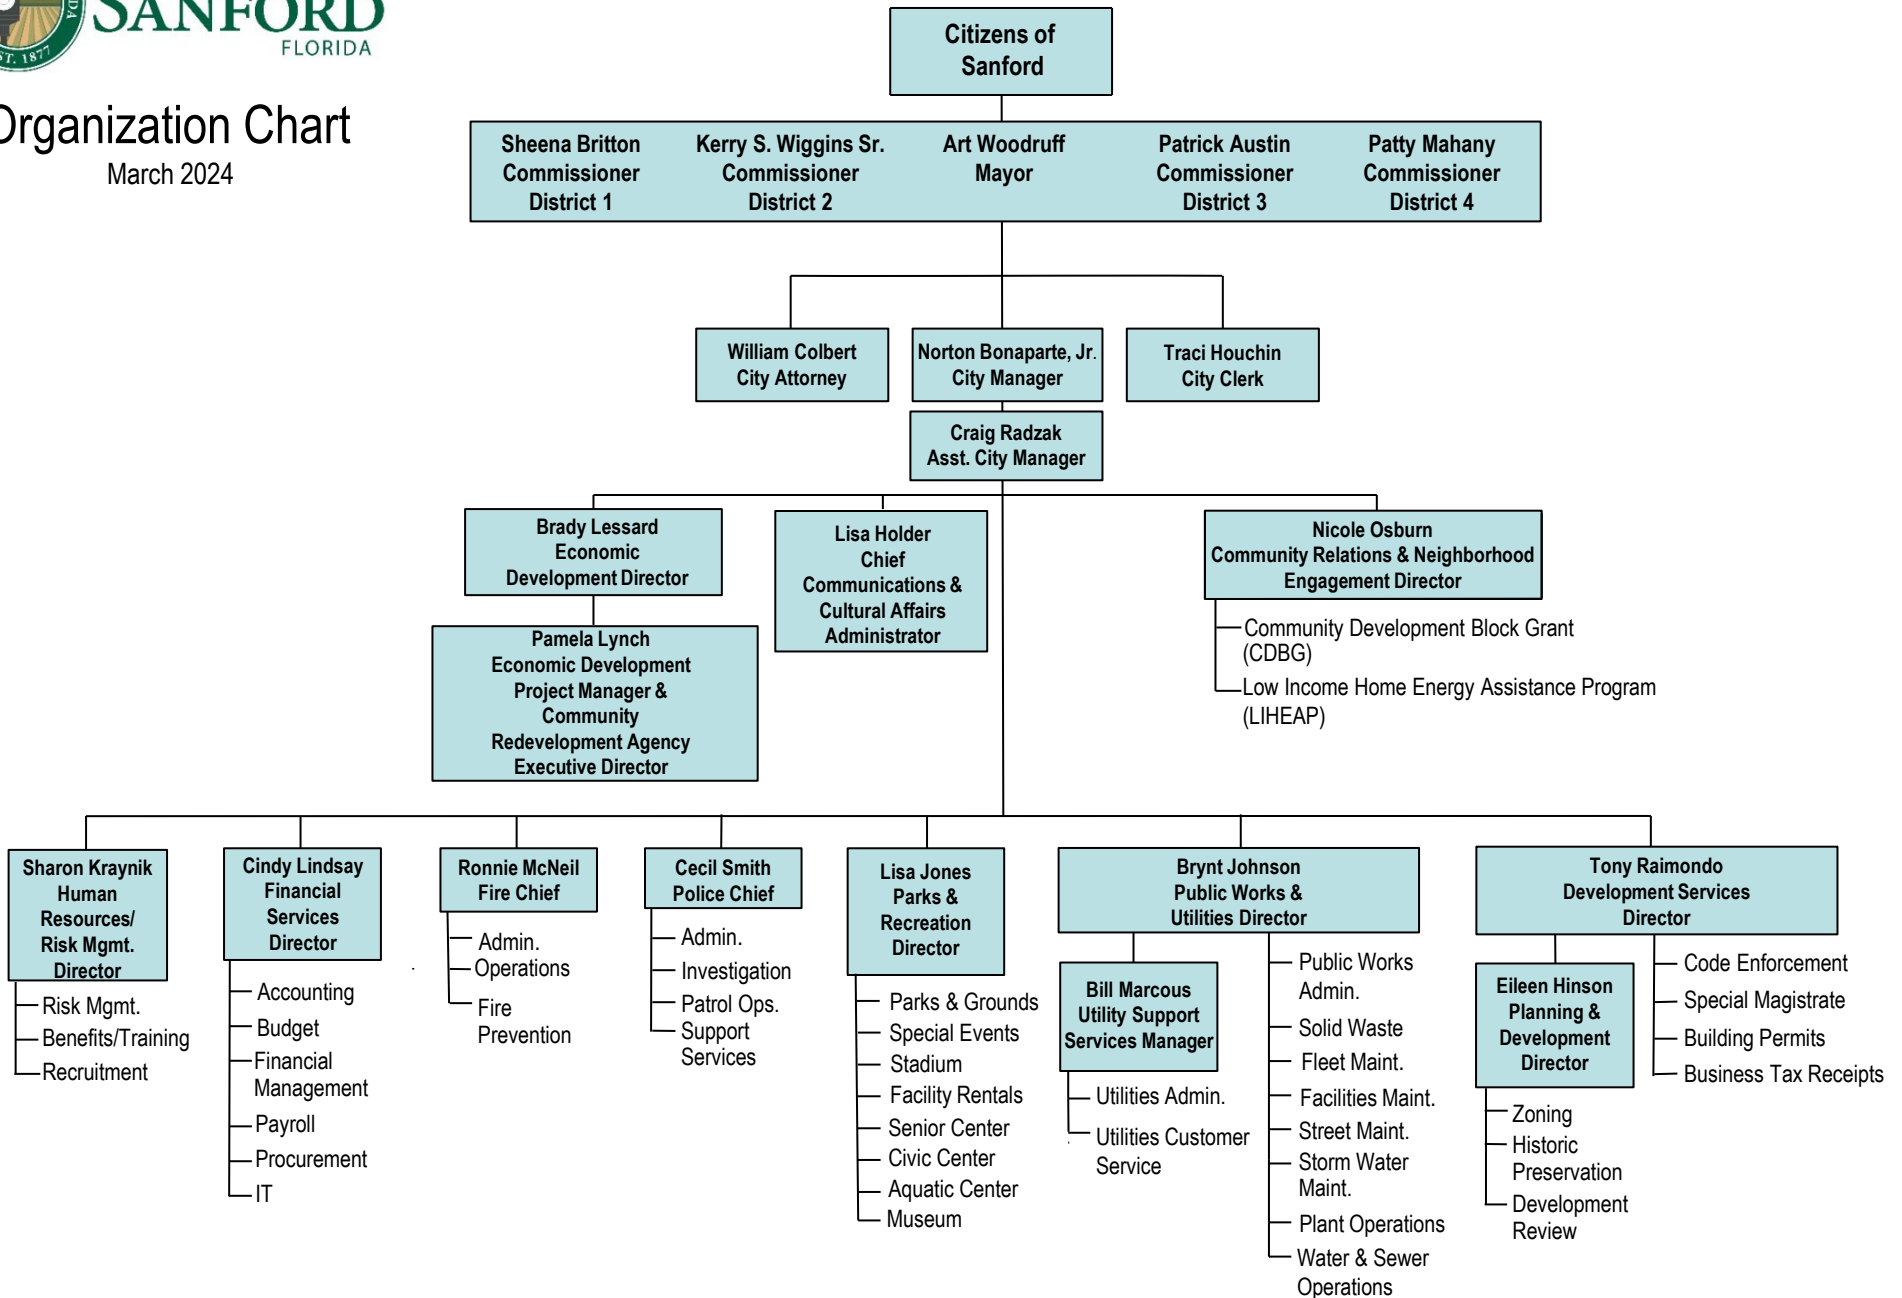 SANFORD
FLORIDA
EST. 1877
Organization Chart
March 2024
Citizens of
Sanford
Sheena Britton
Commissioner
District 1
Kerry S. Wiggins Sr.
Commissioner
District 2
Art Woodruff
Mayor
Patrick Austin
Commissioner
District 3
Patty Mahany
Commissioner
District 4
William Colbert
City Attorney
Norton Bonaparte, Jr.
City Manager
Traci Houchin
City Clerk
Craig Radzak
Asst. City Manager
Brady Lessard
Economic
Development Director
Pamela Lynch
Economic Development
Project Manager &
Community
Redevelopment Agency
Executive Director
Lisa Holder
Chief
Communications &
Cultural Affairs
Administrator
Nicole Osburn
Community Relations & Neighborhood
Engagement Director
Community Development Block Grant
(CDBG)
Low Income Home Energy Assistance Program
(LIHEAP)
Sharon Kraynik
Human
Resources/
Risk Mgmt.
Director
Risk Mgmt.
Benefits/Training
Recruitment
Cindy Lindsay
Financial
Services
Director
Accounting
Budget
Financial
Management
Payroll
Procurement
IT
Ronnie McNeil
Fire Chief
Admin.
Operations
Fire
Prevention
Cecil Smith
Police Chief
Admin.
Investigation
Patrol Ops.
Support
Services
Lisa Jones
Parks &
Recreation
Director
Parks & Grounds
Special Events
Stadium
Facility Rentals
Senior Center
Civic Center
Aquatic Center
Museum
Brynt Johnson
Public Works &
Utilities Director
Bill Marcous
Utility Support
Services Manager
Utilities Admin.
Utilities Customer
Service
Public Works
Admin.
Solid Waste
Fleet Maint.
Facilities Maint.
Street Maint.
Storm Water
Maint.
Plant Operations
Water & Sewer
Operations
Tony Raimondo
Development Services
Director
Eileen Hinson
Planning &
Development
Director
Zoning
Historic
Preservation
Development
Review
Code Enforcement
Special Magistrate
Building Permits
Business Tax Receipts